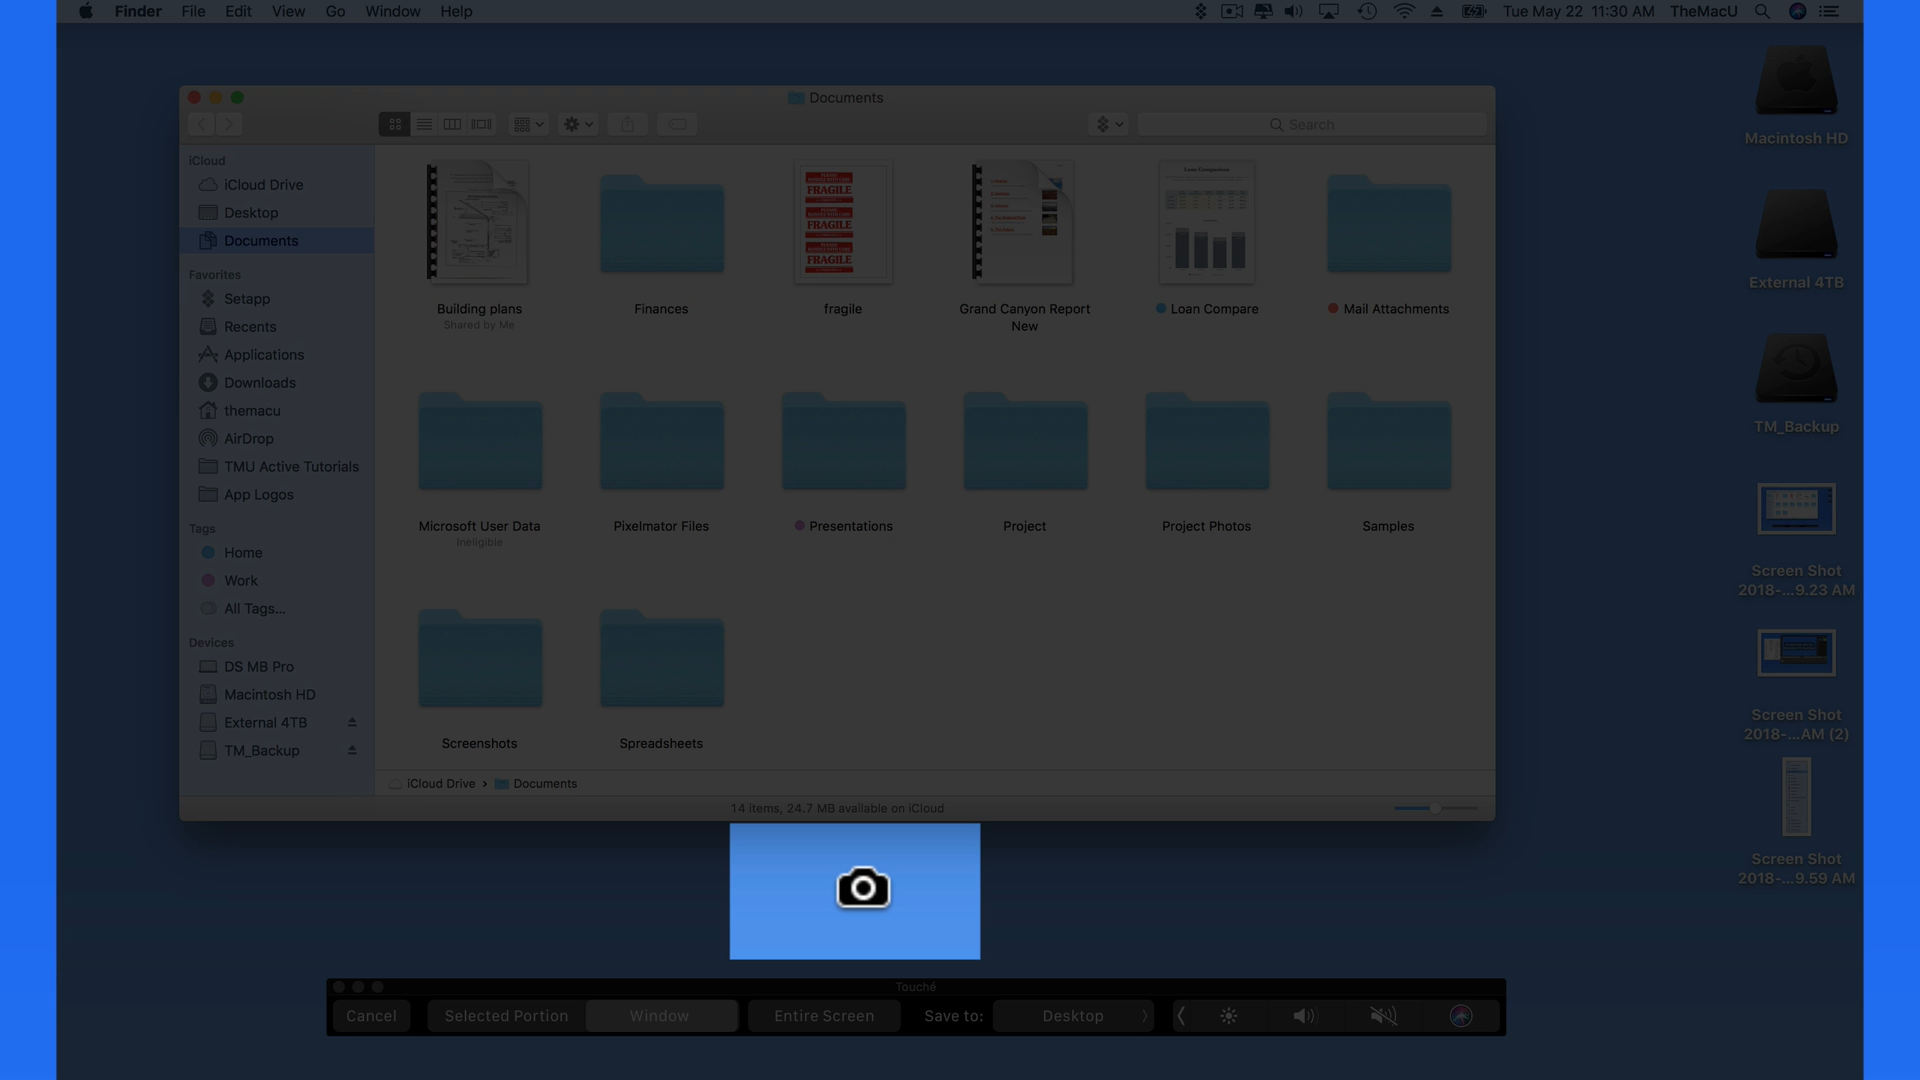 Finder File Edit View Go Window Help
Tue May 22 11:30 AM TheMacU
Documents
Search
iCloud
iCloud Drive
Desktop
Documents
Favorites
Setapp
Recents
Applications
Downloads
themacu
AirDrop
TMU Active Tutorials
App Logos
Tags
Home
Work
All Tags...
Devices
DS MB Pro
Macintosh HD
External 4TB
TM_Backup
FRAGILE
FRAGILE
FRAGILE
Loan Comparison
Building plans
Shared by Me
Finances
fragile
Grand Canyon Report
New
Loan Compare
Mail Attachments
Microsoft User Data
Ineligible
Pixelmator Files
Presentations
Project
Project Photos
Samples
Screenshots
Spreadsheets
iCloud Drive › Documents
14 items, 24.7 MB available on iCloud
Macintosh HD
External 4TB
TM_Backup
Screen Shot
2018-...9.23 AM
Screen Shot
2018-...AM (2)
Screen Shot
2018-...9.59 AM
Touché
Cancel Selected Portion Window Entire Screen Save to: Desktop